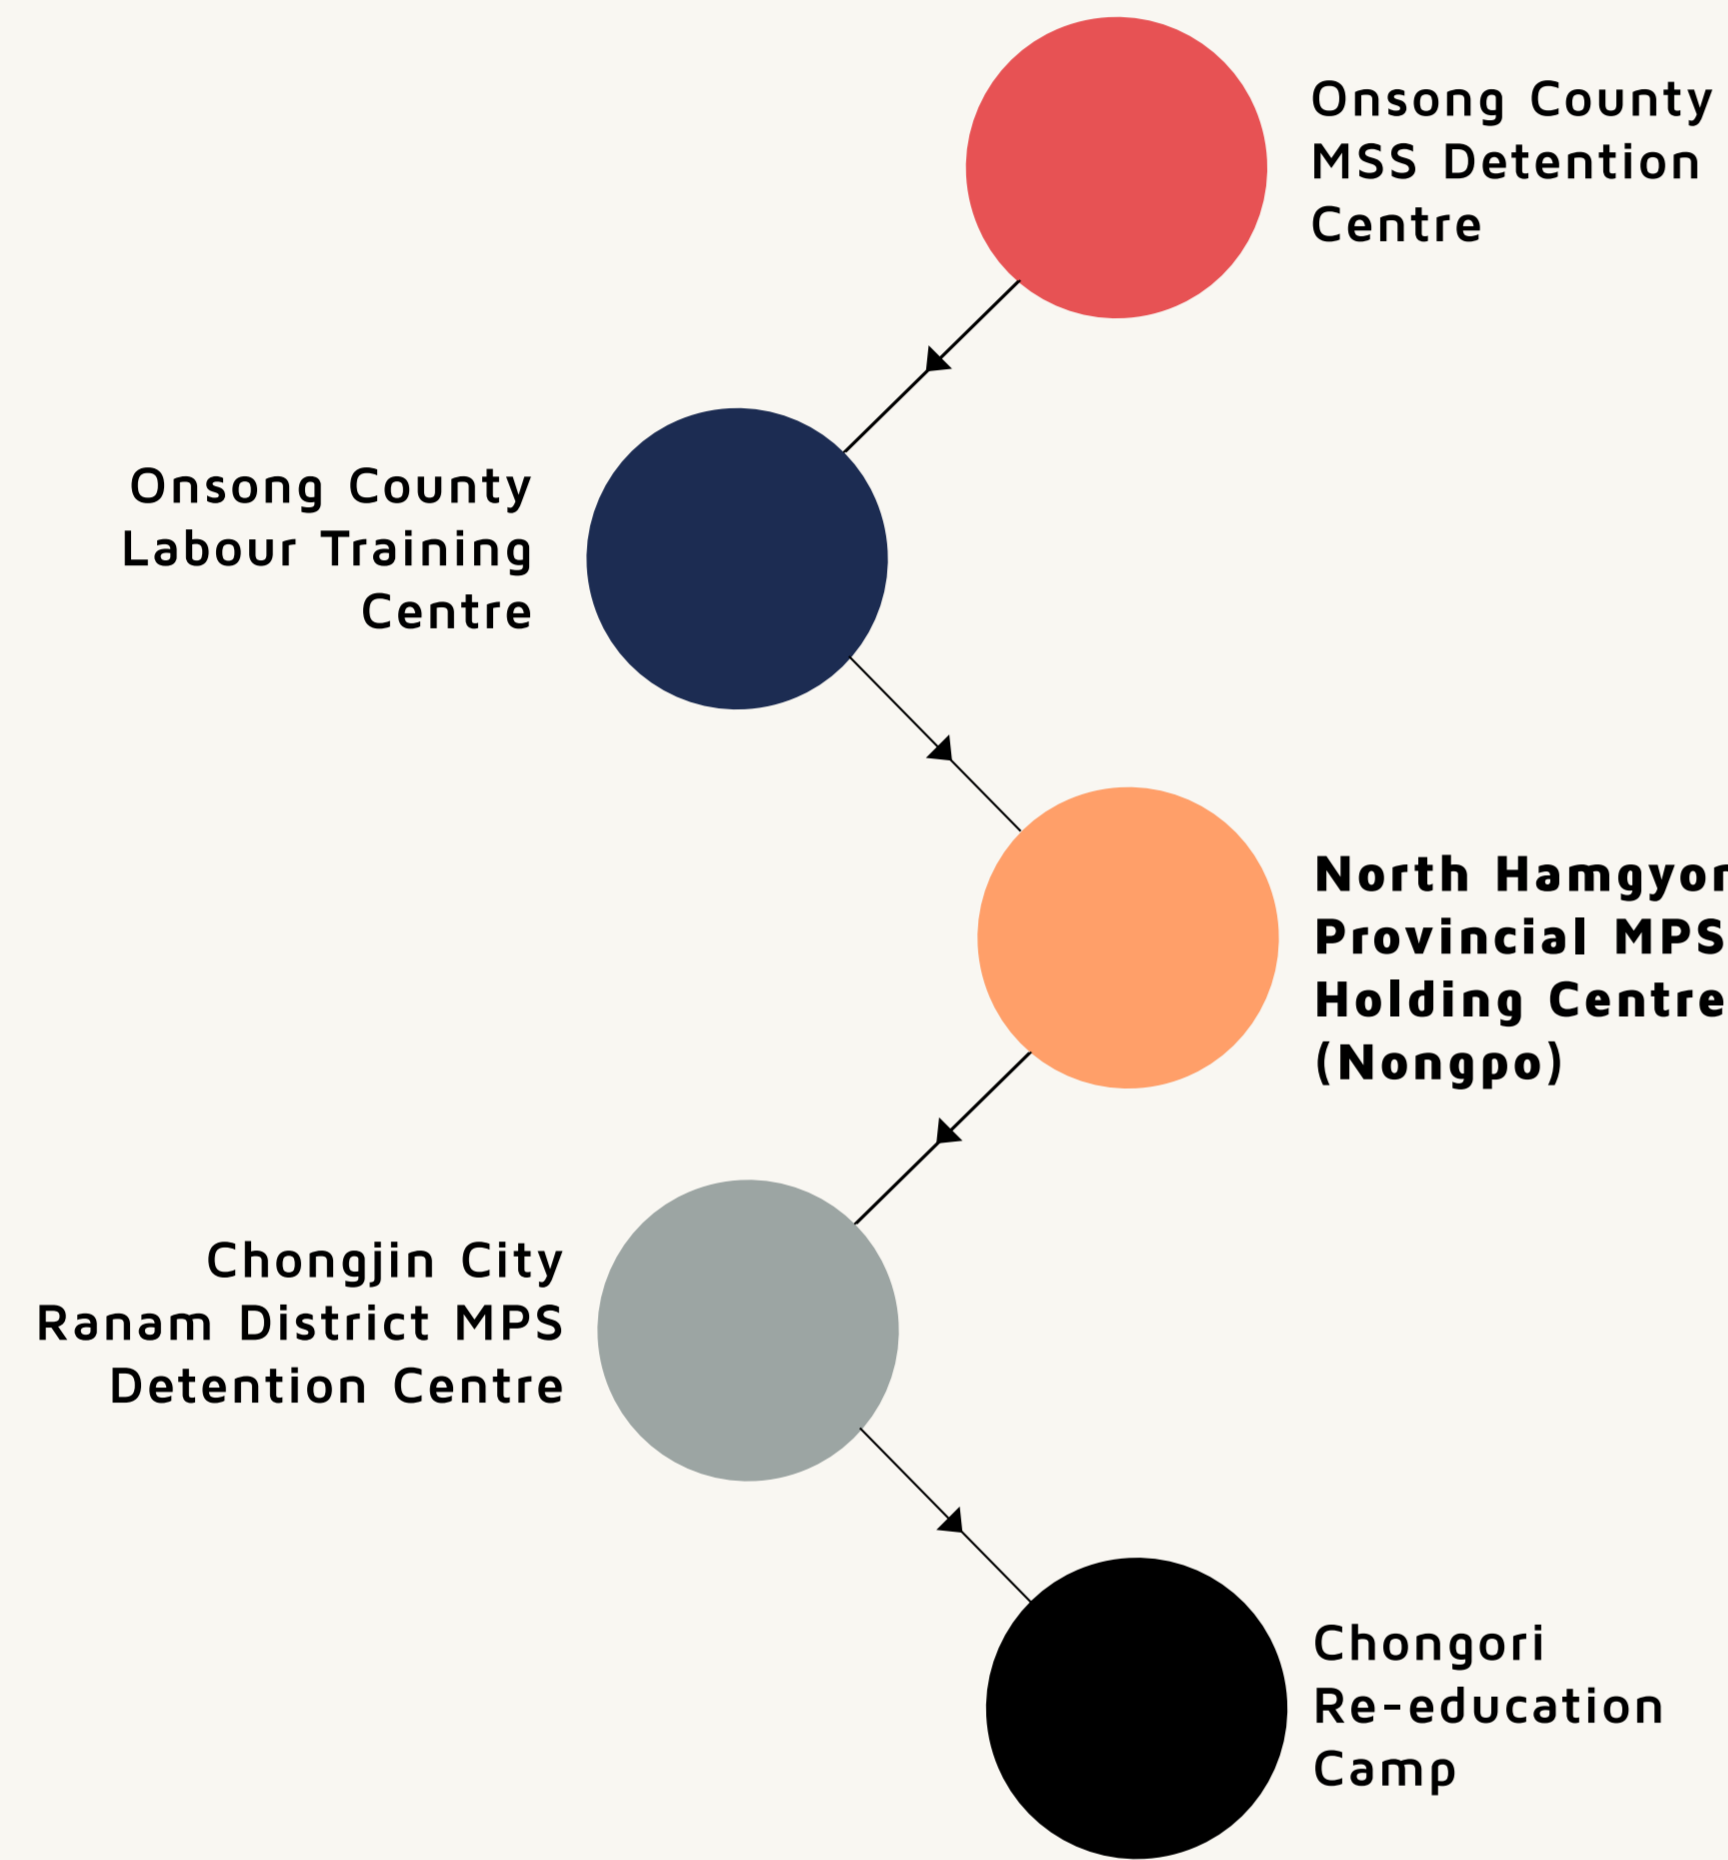 Onsong County
MSS Detention
Centre
Onsong County
Labour Training
Centre
North
Provincial MPS
Holding Centre
(Nongpo)
Chongjin City
Ranam District MPS
Detention Centre
Chongori
Re-education
Camp